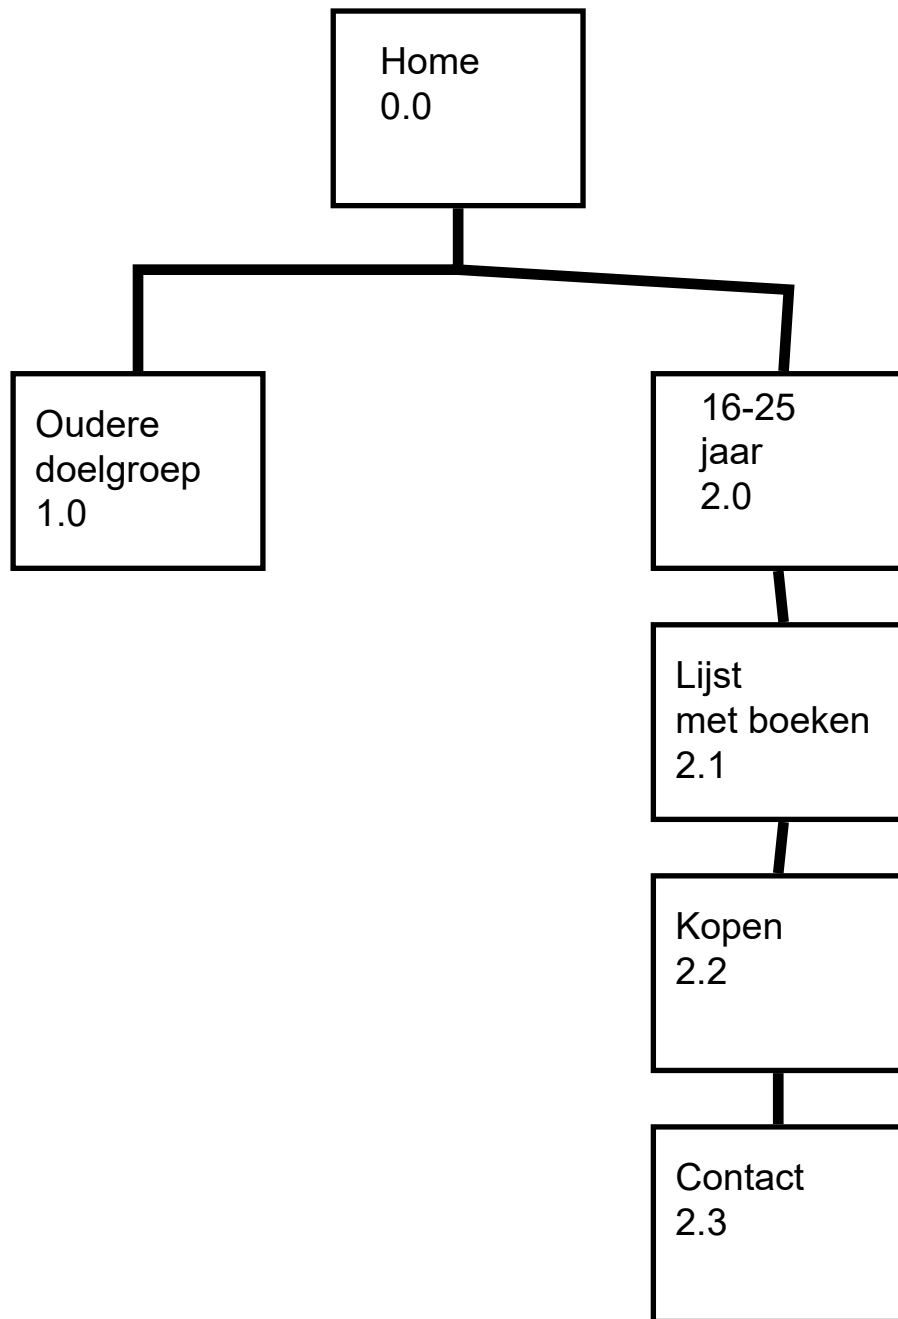 Home
0.0
Oudere
doelgroep
1.0
16-25
jaar
2.0
Lijst
met boeken
2.1
Kopen
2.2
Contact
2.3